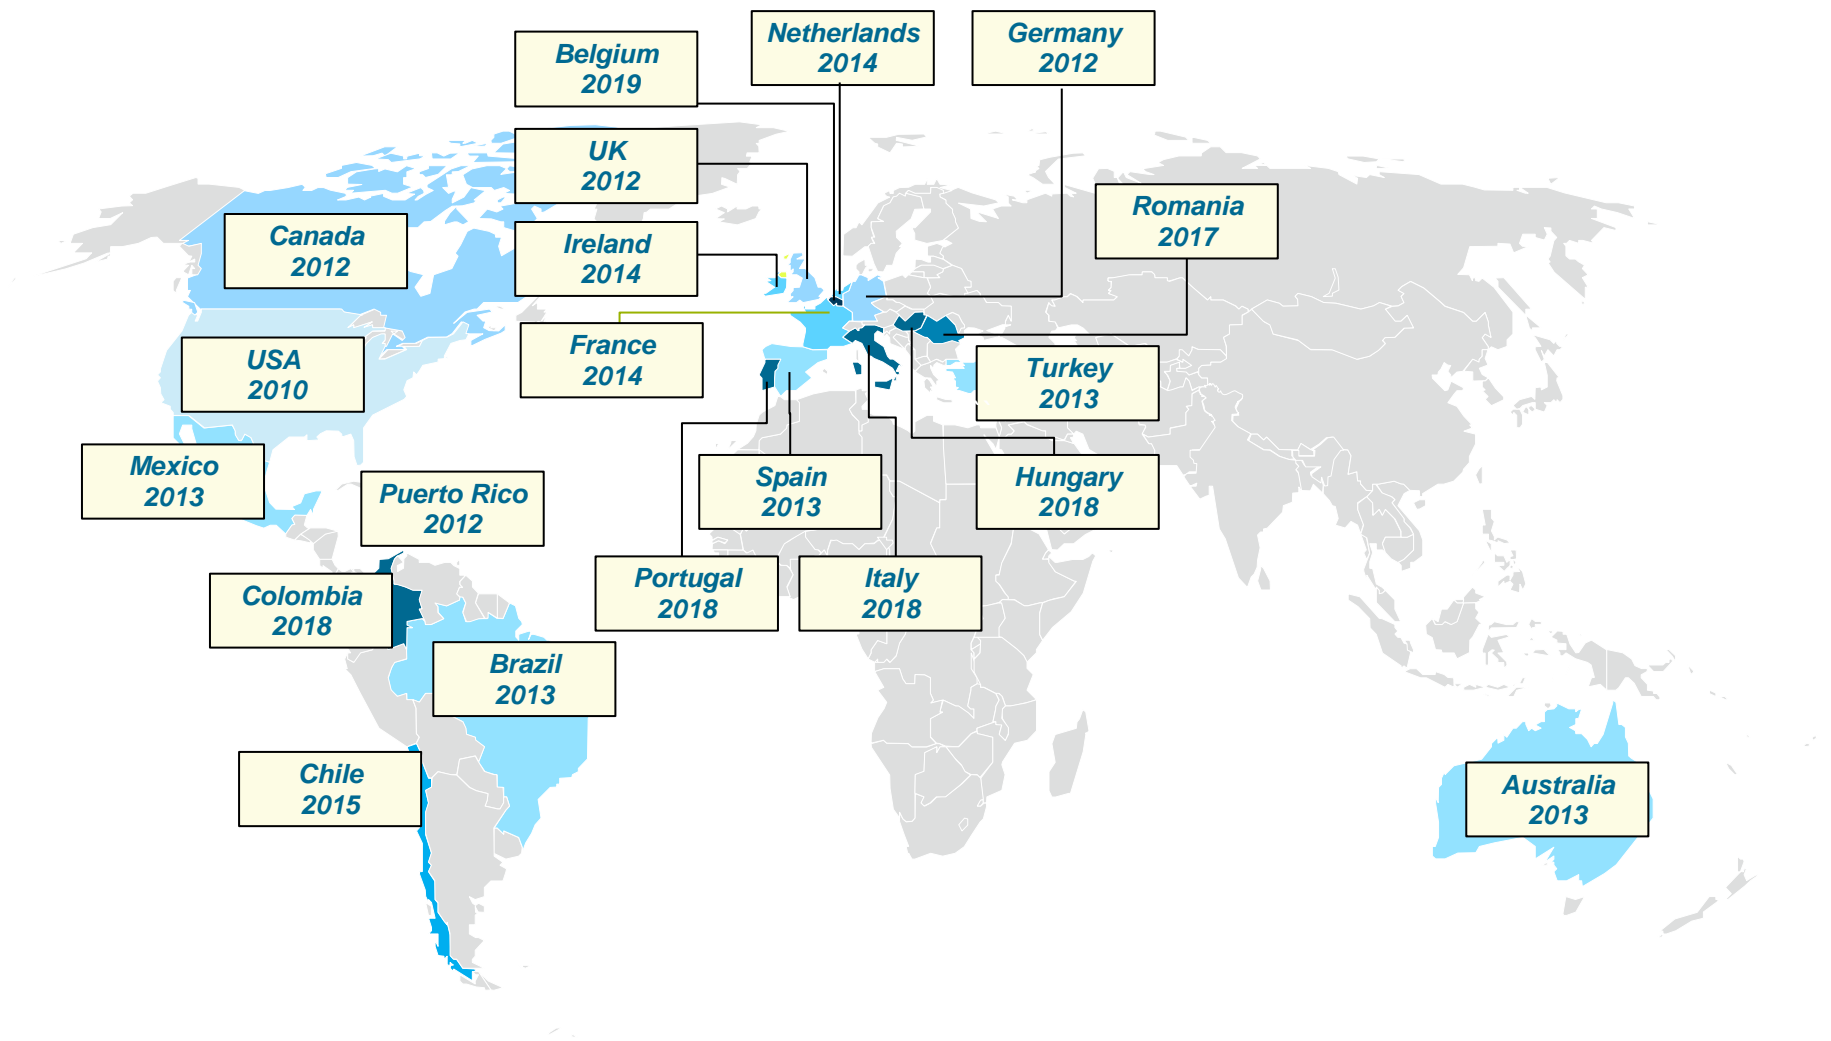 Netherlands
2014
Germany
2012
Belgium
2019
UK
2012
Romania
2017
Canada
2012
Ireland
2014
France
2014
USA
2010
Turkey
2013
Mexico
2013
Spain
2013
Hungary
2018
Puerto Rico
2012
Portugal
2018
Italy
2018
Colombia
2018
Brazil
2013
Chile
2015
Australia
2013